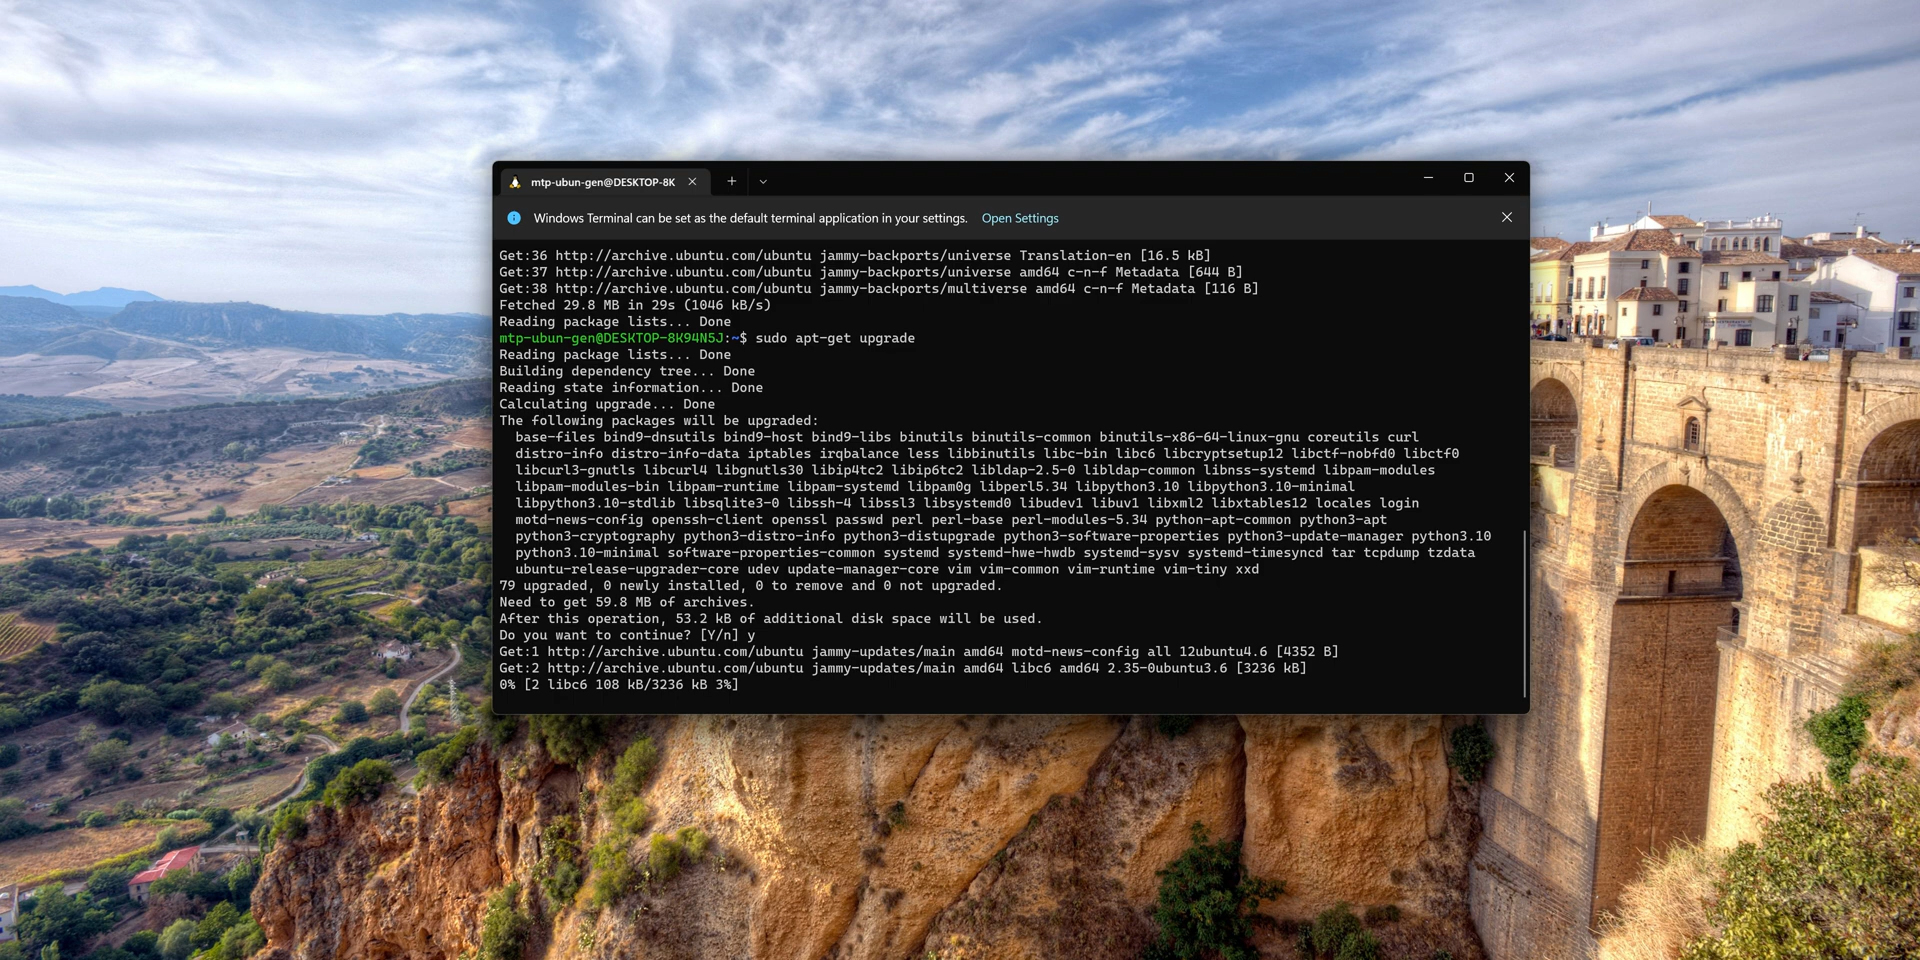 mtp-ubun-gen@DESKTOP-8K
Windows Terminal can be set as the default terminal application in your settings. Open Settings
Get:36 http://archive.ubuntu.com/ubuntu jammy-backports/universe Translation-en [16.5 kB]
Get:37 http://archive.ubuntu.com/ubuntu jammy-backports/universe amd64 c-n-f Metadata [644 B]
Get:38 http://archive.ubuntu.com/ubuntu jammy-backports/multiverse amd64 c-n-f Metadata [116 B]
Fetched 29.8 MB in 29s (1046 kB/s)
Reading package lists... Done
mtp-ubun-gen@DESKTOP-8K94N5J:~$ sudo apt-get upgrade
Reading package lists... Done
Building dependency tree... Done
Reading state information... Done
Calculating upgrade... Done
The following packages will be upgraded:
base-files bind9-dnsutils bind9-host bind9-libs binutils binutils-common binutils-x86-64-linux-gnu coreutils curl
distro-info distro-info-data iptables irqbalance less libbinutils libc-bin libc6 libcryptsetup12 libctf-nobfd0 libctf0
libcurl3-gnutls libcurl4 libgnutls30 libip4tc2 libip6tc2 libldap-2.5-0 libldap-common libnss-systemd libpam-modules
libpam-modules-bin libpam-runtime libpam-systemd libpam0g libperl5.34 libpython3.10 libpython3.10-minimal
libpython3.10-stdlib libsqlite3-0 libssh-4 libssl3 libsystemd0 libudev1 libuv1 libxml2 libxtables12 locales login
motd-news-config openssh-client openssl passwd perl perl-base perl-modules-5.34 python-apt-common python3-apt
python3-cryptography python3-distro-info python3-distupgrade python3-software-properties python3-update-manager python3.10
python3.10-minimal software-properties-common systemd systemd-hwe-hwdb systemd-sysv systemd-timesyncd tar tcpdump tzdata
ubuntu-release-upgrader-core udev update-manager-core vim vim-common vim-runtime vim-tiny xxd
79 upgraded, 0 newly installed, 0 to remove and 0 not upgraded.
Need to get 59.8 MB of archives.
After this operation, 53.2 kB of additional disk space will be used.
Do you want to continue? [Y/n] y
Get:1 http://archive.ubuntu.com/ubuntu jammy-updates/main amd64 motd-news-config all 12ubuntu4.6 [4352 B]
Get:2 http://archive.ubuntu.com/ubuntu jammy-updates/main amd64 libc6 amd64 2.35-0ubuntu3.6 [3236 kB]
0% [2 libc6 108 kB/3236 kB 3%]